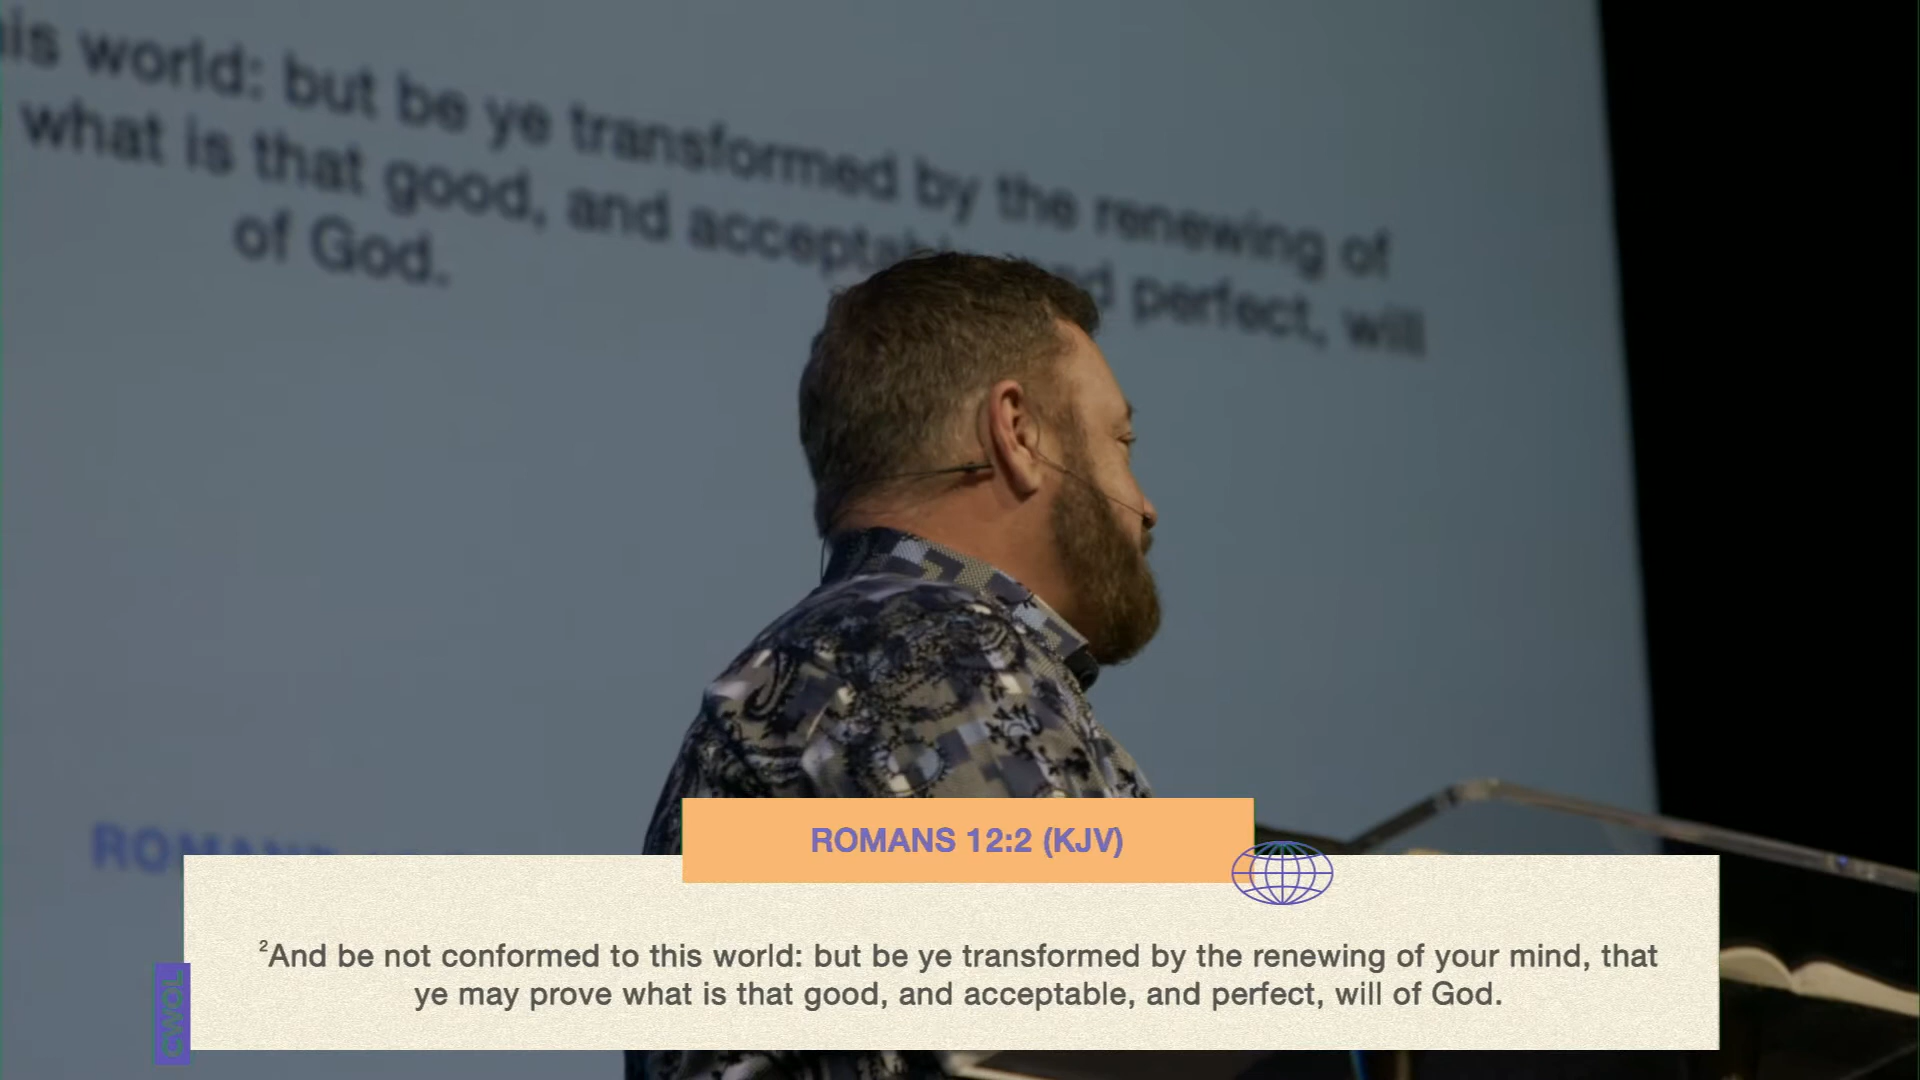 his world: but be ye transformed by the renewing of
what is that good, and acceptable, and perfect, will
of God.
ROMANS 12:2 (KJV)
²And be not conformed to this world: but be ye transformed by the renewing of your mind, that
ye may prove what is that good, and acceptable, and perfect, will of God.
CWOL